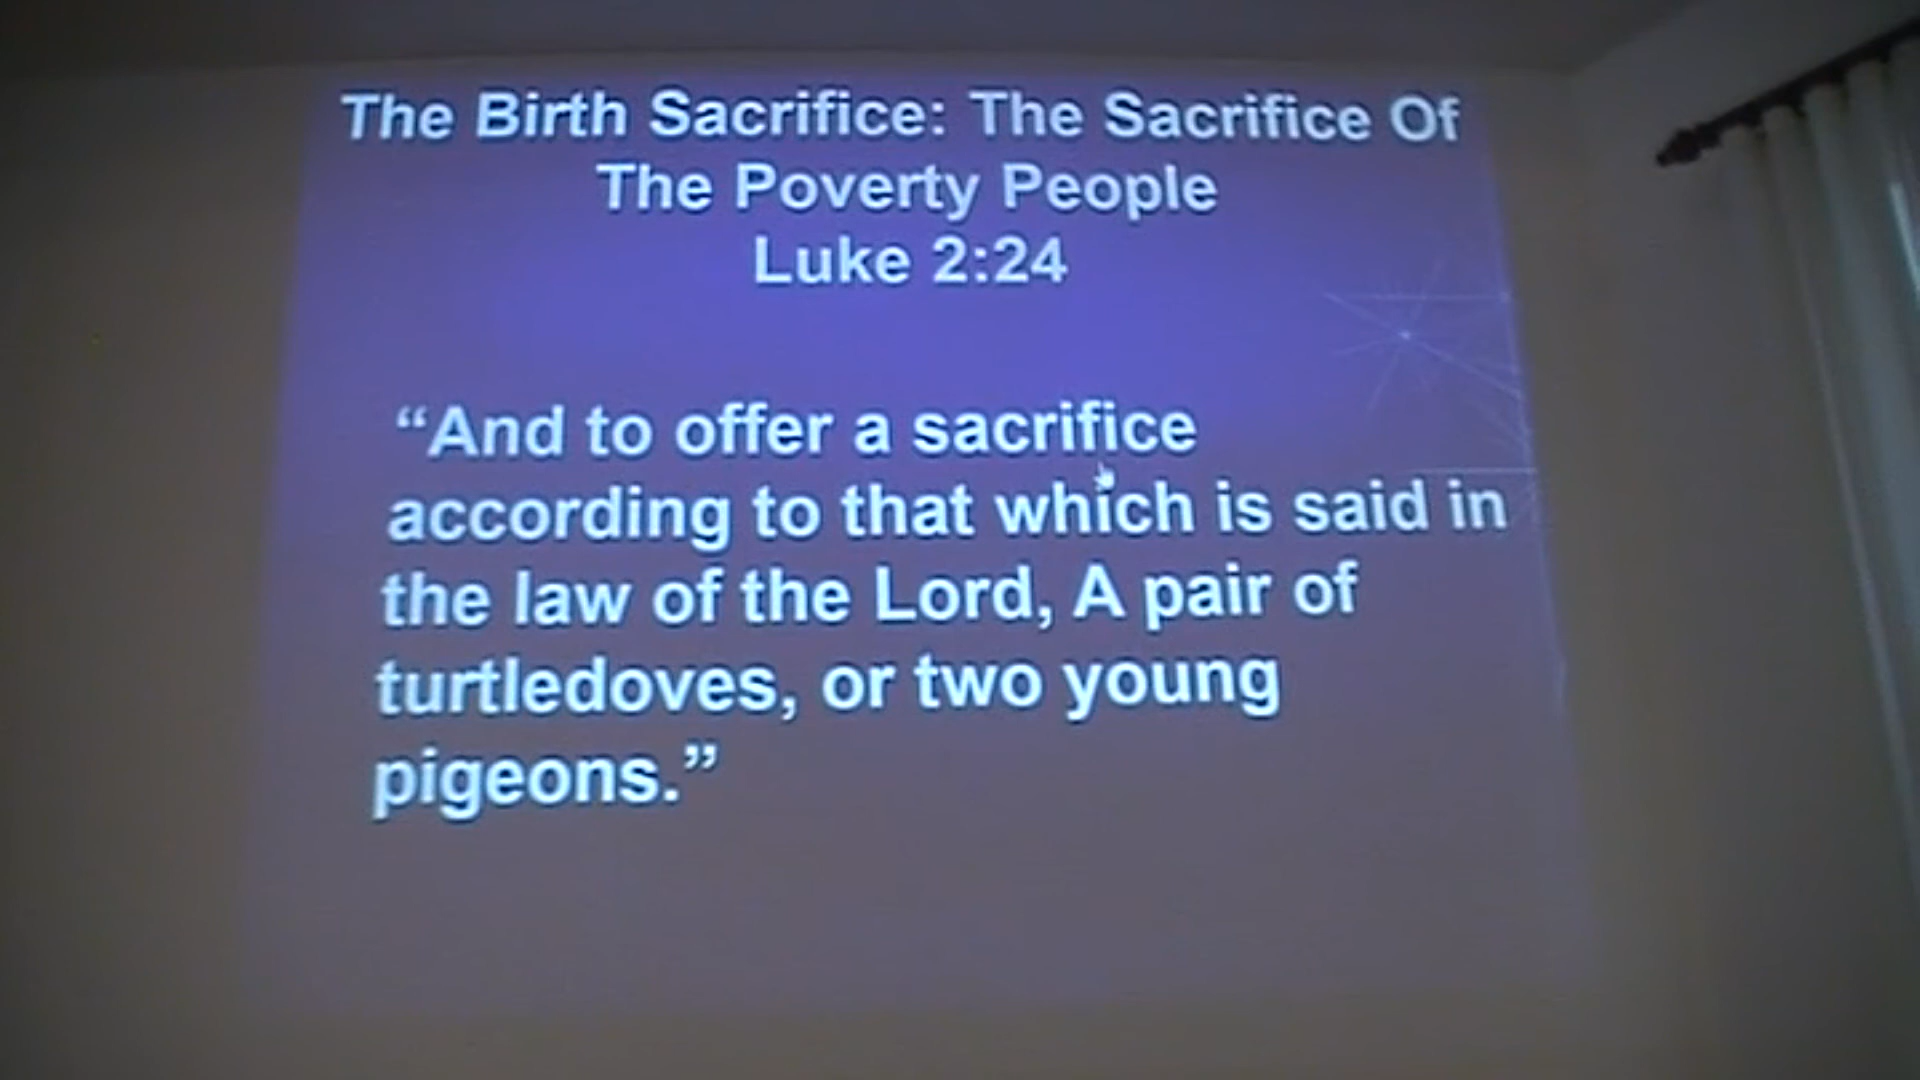 The Birth Sacrifice: The Sacrifice Of
The Poverty People
Luke 2:24
“And to offer a sacrifice
according to that which is said in
the law of the Lord, A pair of
turtledoves, or two young
pigeons.”